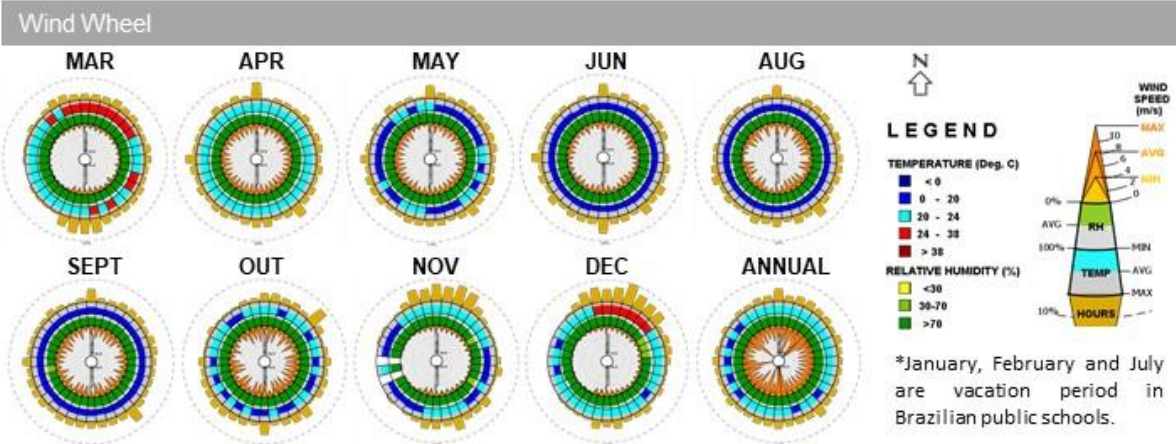 Wind Wheel
MAR APR MAY JUN AUG
SEPT OUT NOV DEC ANNUAL
N
LEGEND
TEMPERATURE (Deg. C)
< 0
0 - 20
20 - 24
24 - 38
> 38
RELATIVE HUMIDITY (%)
<30
30-70
>70
WIND
SPEED
(m/s)
MAX
10
8
AVG
6
4
MIN
2
0
0%
AVG
RH
100%
MIN
TEMP
AVG
MAX
10%
HOURS
*January, February and July
are vacation period in
Brazilian public schools.